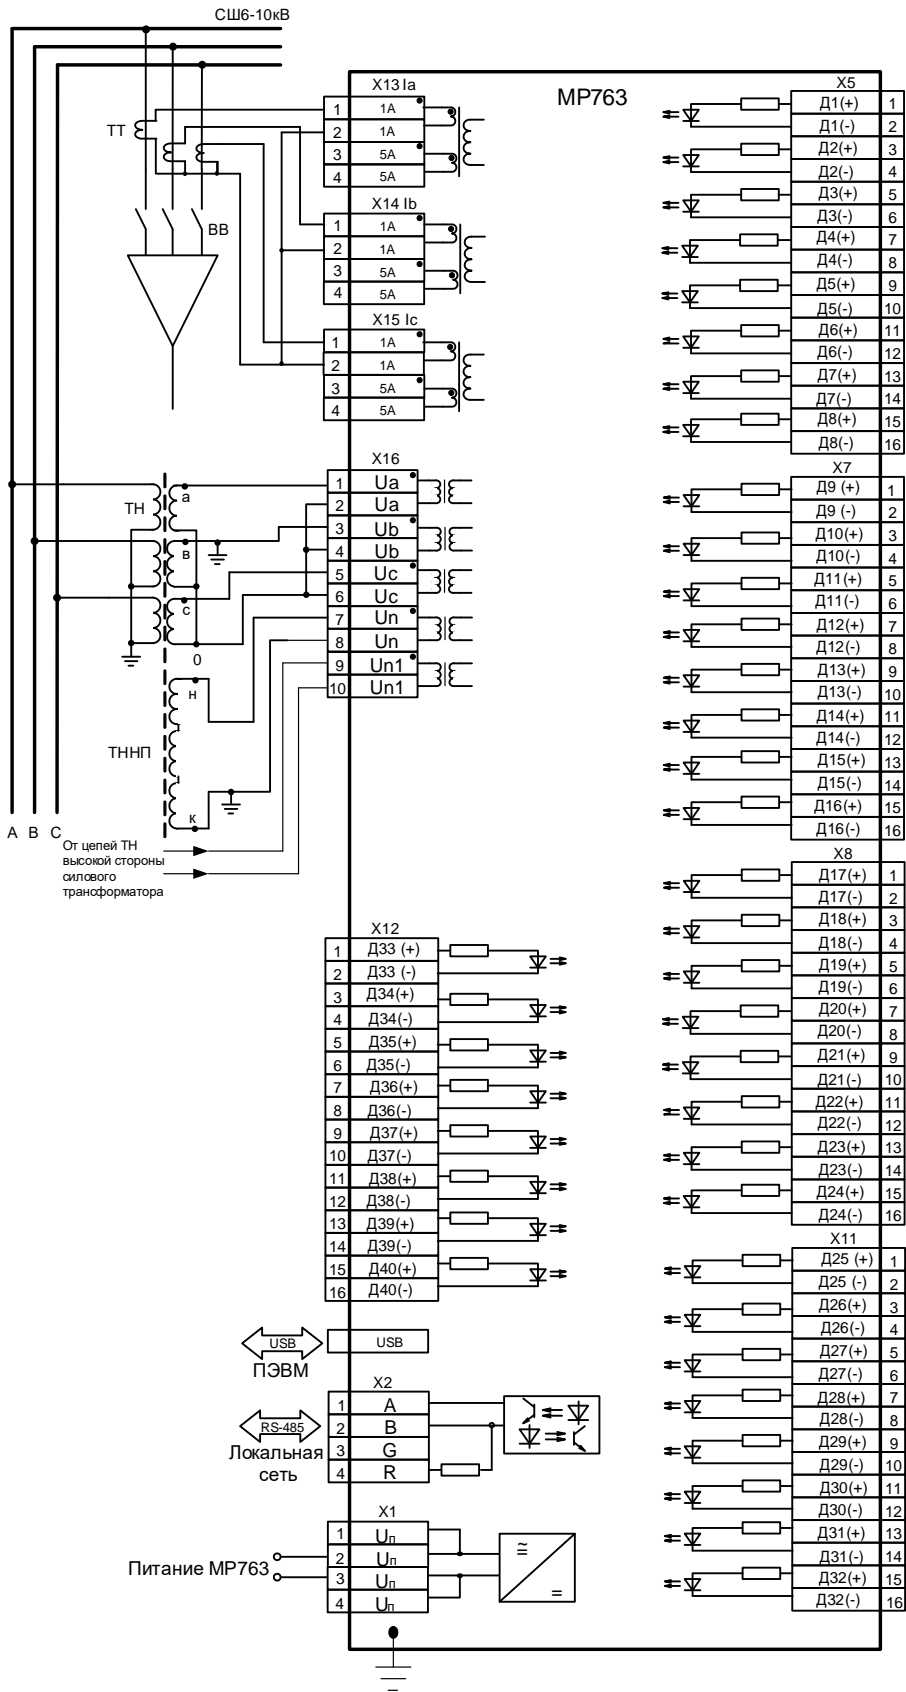 СШ6-10кВ
МР763
ТТ
ВВ
X13 Ia
1 1А
2 1А
3 5А
4 5А
X14 Ib
1 1А
2 1А
3 5А
4 5А
X15 Ic
1 1А
2 1А
3 5А
4 5А
X16
1 Ua
2 Ua
3 Ub
4 Ub
5 Uc
6 Uc
7 Un
8 Un
9 Un1
10 Un1
ТН
а
в
с
0
н
ТННП
к
А В С
От цепей ТН
высокой стороны
силового
трансформатора
X12
1 Д33 (+)
2 Д33 (-)
3 Д34(+)
4 Д34(-)
5 Д35(+)
6 Д35(-)
7 Д36(+)
8 Д36(-)
9 Д37(+)
10 Д37(-)
11 Д38(+)
12 Д38(-)
13 Д39(+)
14 Д39(-)
15 Д40(+)
16 Д40(-)
USB
USB
ПЭВМ
X2
1 A
2 B
3 G
4 R
RS-485
Локальная
сеть
X1
1 Uп
2 Uп
3 Uп
4 Uп
Питание МР763
≅
=
X5
Д1(+) 1
Д1(-) 2
Д2(+) 3
Д2(-) 4
Д3(+) 5
Д3(-) 6
Д4(+) 7
Д4(-) 8
Д5(+) 9
Д5(-) 10
Д6(+) 11
Д6(-) 12
Д7(+) 13
Д7(-) 14
Д8(+) 15
Д8(-) 16
X7
Д9 (+) 1
Д9 (-) 2
Д10(+) 3
Д10(-) 4
Д11(+) 5
Д11(-) 6
Д12(+) 7
Д12(-) 8
Д13(+) 9
Д13(-) 10
Д14(+) 11
Д14(-) 12
Д15(+) 13
Д15(-) 14
Д16(+) 15
Д16(-) 16
X8
Д17(+) 1
Д17(-) 2
Д18(+) 3
Д18(-) 4
Д19(+) 5
Д19(-) 6
Д20(+) 7
Д20(-) 8
Д21(+) 9
Д21(-) 10
Д22(+) 11
Д22(-) 12
Д23(+) 13
Д23(-) 14
Д24(+) 15
Д24(-) 16
X11
Д25 (+) 1
Д25 (-) 2
Д26(+) 3
Д26(-) 4
Д27(+) 5
Д27(-) 6
Д28(+) 7
Д28(-) 8
Д29(+) 9
Д29(-) 10
Д30(+) 11
Д30(-) 12
Д31(+) 13
Д31(-) 14
Д32(+) 15
Д32(-) 16